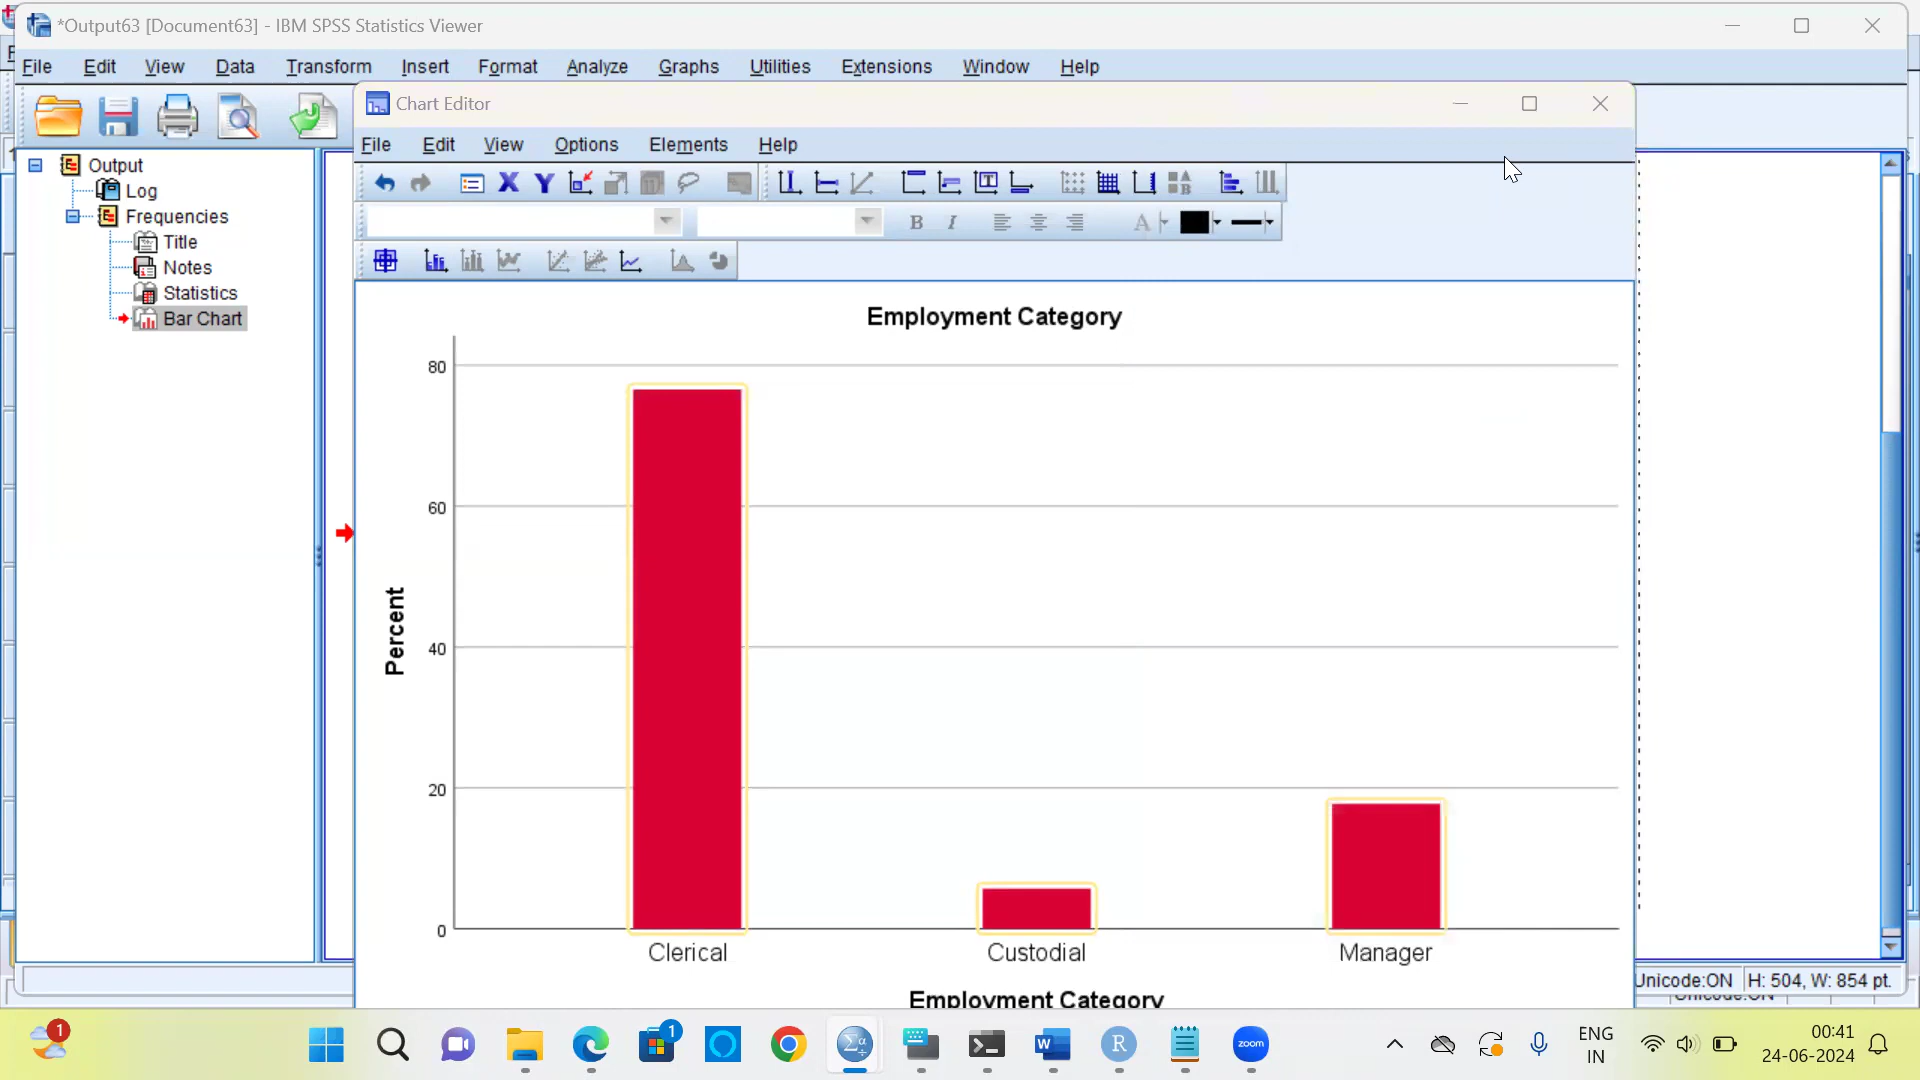 *Output63 [Document63] - IBM SPSS Statistics Viewer
File Edit View Data Transform Insert Format Analyze Graphs Utilities Extensions Window Help
Chart Editor
File Edit View Options Elements Help
Output
Log
Frequencies
Title
Notes
Statistics
Bar Chart
X Y
B I A
Employment Category
80
60
40
20
0
Percent
Clerical Custodial Manager
Employment Category
Unicode:ON H: 504, W: 854 pt.
1
1
zoom
ENG
IN
00:41
24-06-2024